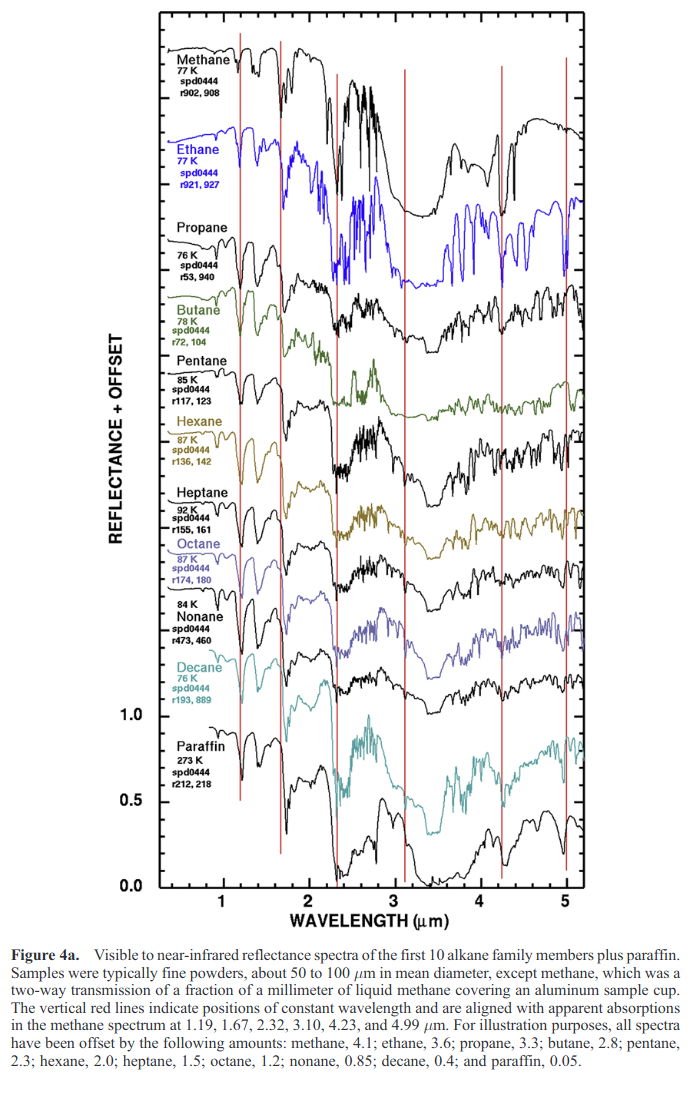 Methane
77 K
spd0444
r902, 908
Ethane
77 K
spd0444
r921, 927
Propane
76 K
spd0444
r53, 940
Butane
78 K
spd0444
r72, 104
Pentane
85 K
spd0444
r117, 123
Hexane
87 K
spd0444
r136, 142
Heptane
92 K
spd0444
r155, 161
Octane
87 K
spd0444
r174, 180
84 K
Nonane
spd0444
r473, 460
Decane
76 K
spd0444
r193, 889
Paraffin
273 K
spd0444
r212, 218
REFLECTANCE + OFFSET
1.0
0.5
0.0
1 2 3 4 5
WAVELENGTH (μm)
Figure 4a. Visible to near-infrared reflectance spectra of the first 10 alkane family members plus paraffin.
Samples were typically fine powders, about 50 to 100 μm in mean diameter, except methane, which was a
two-way transmission of a fraction of a millimeter of liquid methane covering an aluminum sample cup.
The vertical red lines indicate positions of constant wavelength and are aligned with apparent absorptions
in the methane spectrum at 1.19, 1.67, 2.32, 3.10, 4.23, and 4.99 μm. For illustration purposes, all spectra
have been offset by the following amounts: methane, 4.1; ethane, 3.6; propane, 3.3; butane, 2.8; pentane,
2.3; hexane, 2.0; heptane, 1.5; octane, 1.2; nonane, 0.85; decane, 0.4; and paraffin, 0.05.